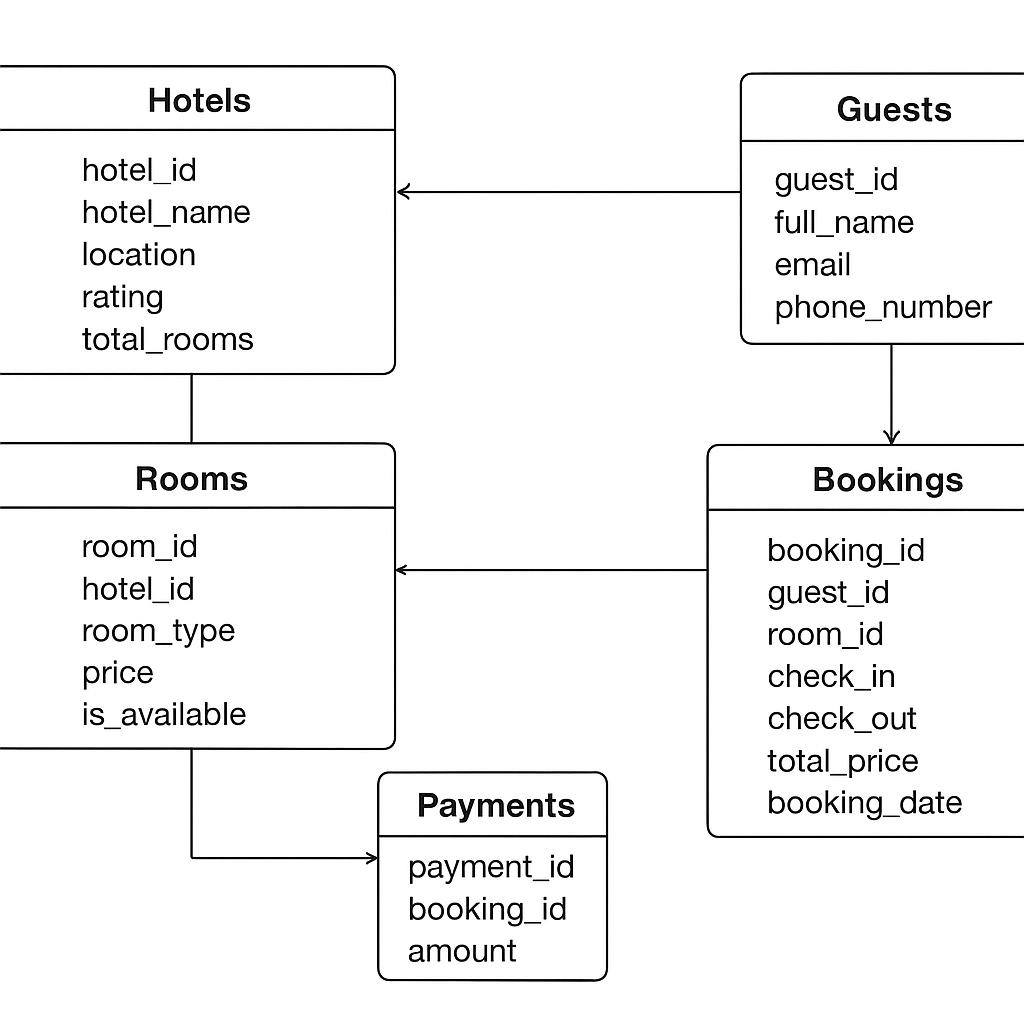 Hotels
hotel_id
hotel_name
location
rating
total_rooms
Guests
guest_id
full_name
email
phone_number
Rooms
room_id
hotel_id
room_type
price
is_available
Bookings
booking_id
guest_id
room_id
check_in
check_out
total_price
booking_date
Payments
payment_id
booking_id
amount